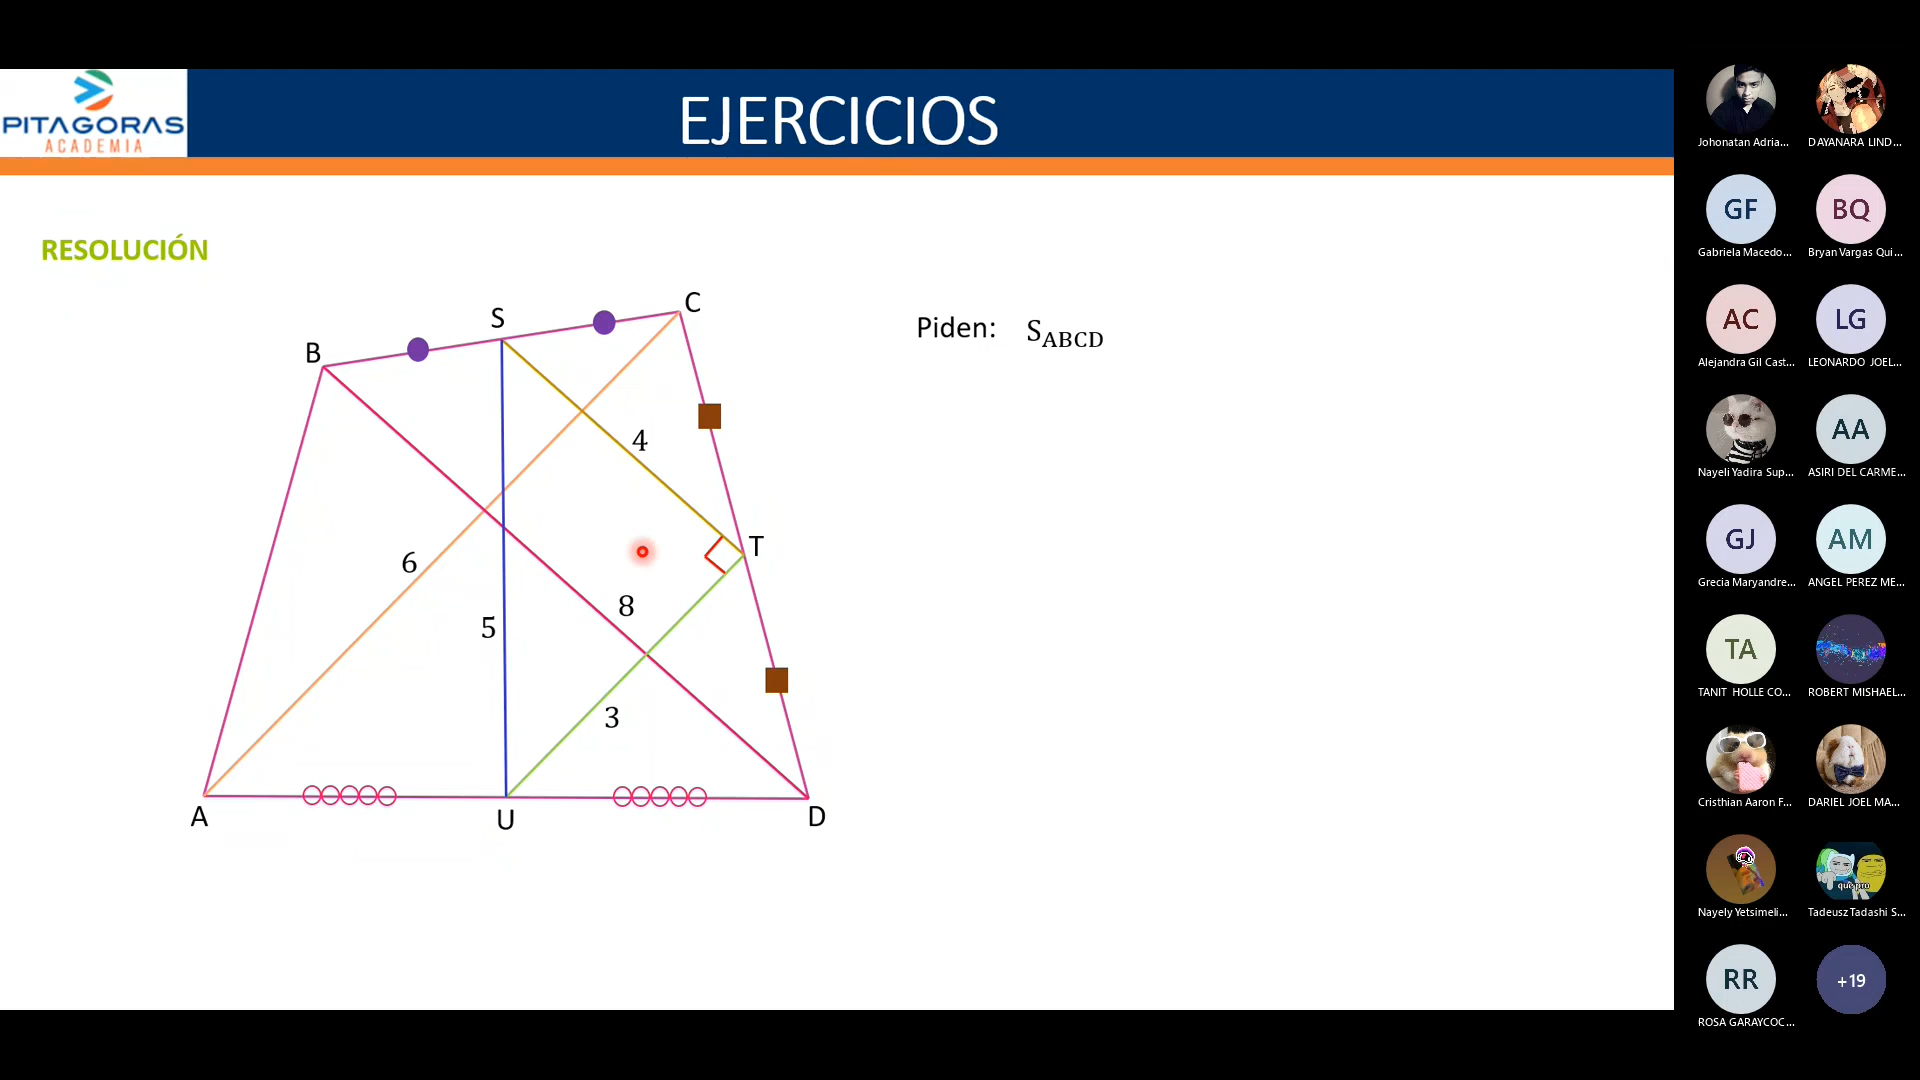 PITAGORAS
ACADEMIA
EJERCICIOS
RESOLUCIÓN
Piden: S_ABCD
C
S
B
4
T
6
8
5
3
A
U
D
Johonatan Adria...
DAYANARA LIND...
GF
BQ
Gabriela Macedo...
Bryan Vargas Qui...
AC
LG
Alejandra Gil Cast...
LEONARDO JOEL...
AA
Nayeli Yadira Sup...
ASIRI DEL CARME...
GJ
AM
Grecia Maryandre...
ANGEL PEREZ ME...
TA
TANIT HOLLE CO...
ROBERT MISHAEL...
Cristhian Aaron F...
DARIEL JOEL MA...
que pro
Nayely Yetsimeli...
Tadeusz Tadashi S...
RR
+19
ROSA GARAYCOC...